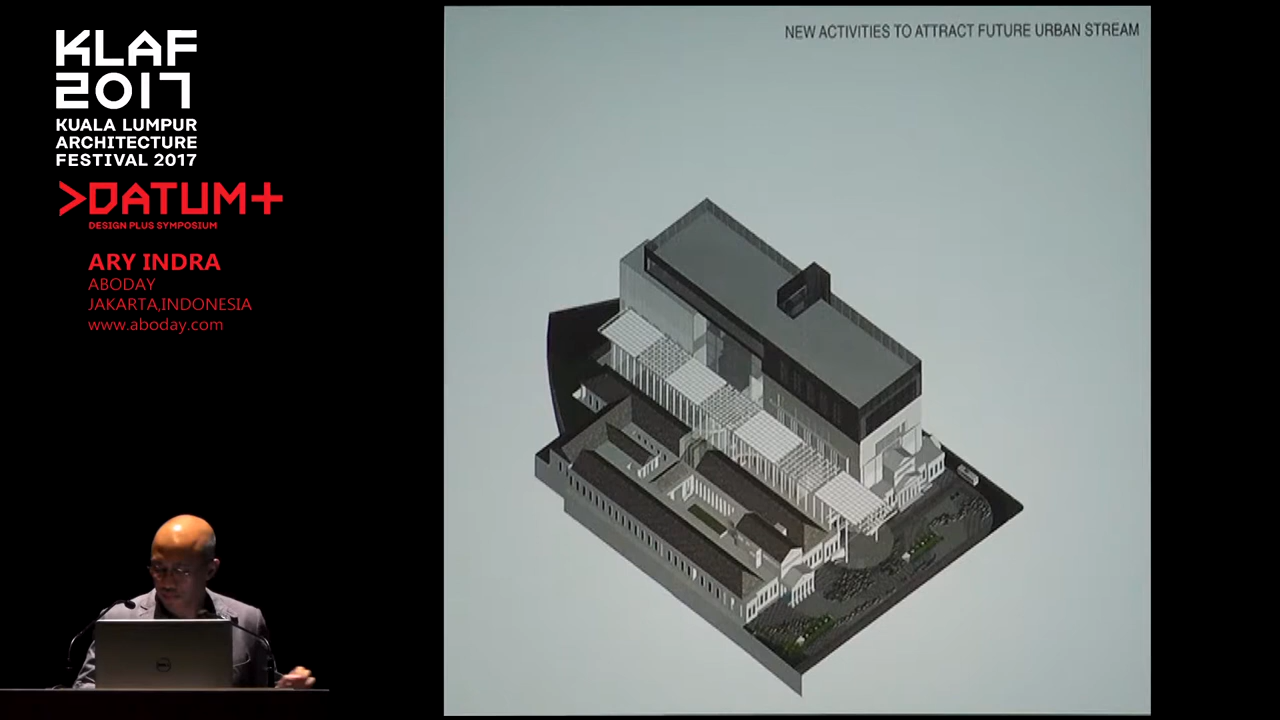 KLAF
2017
KUALA LUMPUR
ARCHITECTURE
FESTIVAL 2017
>DATUM+
DESIGN PLUS SYMPOSIUM
ARY INDRA
ABODAY
JAKARTA,INDONESIA
www.aboday.com
NEW ACTIVITIES TO ATTRACT FUTURE URBAN STREAM
DELL